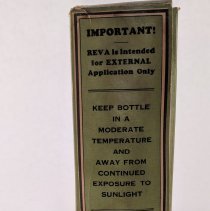 IMPORTANT!
REVA is Intended
for EXTERNAL
Application Only
KEEP BOTTLE
IN A
MODERATE
TEMPERATURE
AND
AWAY FROM
CONTINUED
EXPOSURE TO
SUNLIGHT